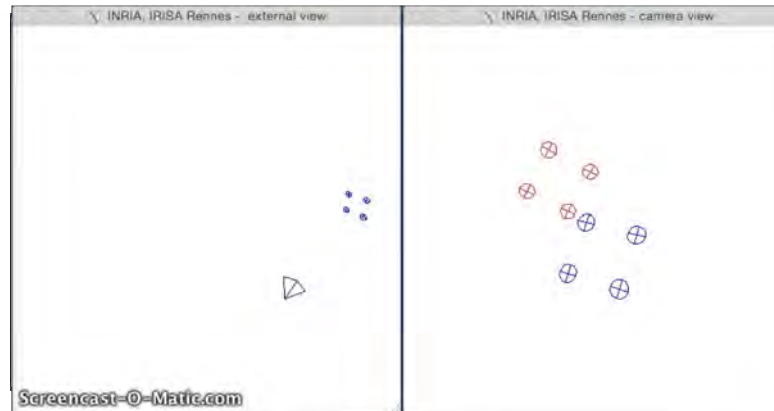 INRIA, IRISA Rennes - external view
INRIA, IRISA Rennes - camera view
Screencast-O-Matic.com